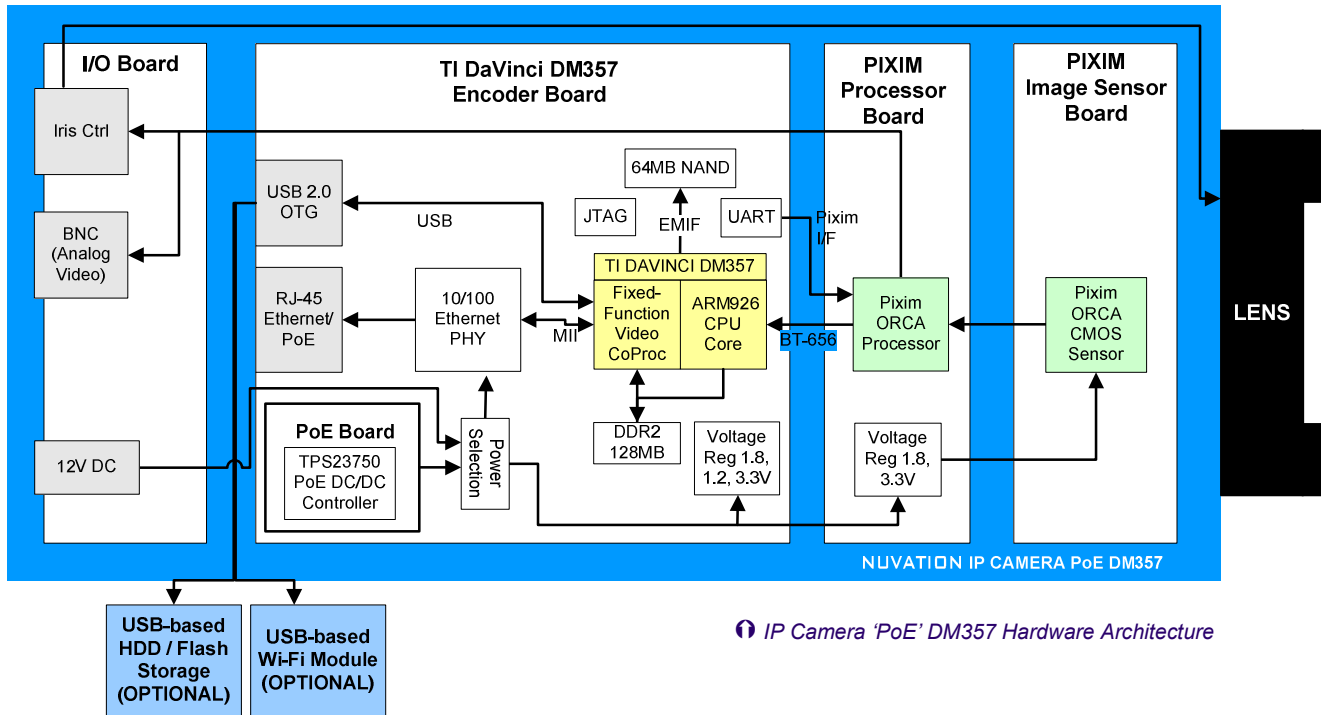 I/O Board
Iris Ctrl
BNC
(Analog
Video)
12V DC
TI DaVinci DM357
Encoder Board
USB 2.0
OTG
USB
RJ-45
Ethernet/
PoE
10/100
Ethernet
PHY
MII
64MB NAND
JTAG
EMIF
UART
Pixim
I/F
TI DAVINCI DM357
Fixed-
Function
Video
CoProc
ARM926
CPU
Core
BT-656
DDR2
128MB
PoE Board
TPS23750
PoE DC/DC
Controller
Power
Selection
Voltage
Reg 1.8,
1.2, 3.3V
PIXIM
Processor
Board
Pixim
ORCA
Processor
Voltage
Reg 1.8,
3.3V
PIXIM
Image Sensor
Board
Pixim
ORCA
CMOS
Sensor
LENS
NUVATION IP CAMERA PoE DM357
USB-based
HDD / Flash
Storage
(OPTIONAL)
USB-based
Wi-Fi Module
(OPTIONAL)
IP Camera ‘PoE’ DM357 Hardware Architecture